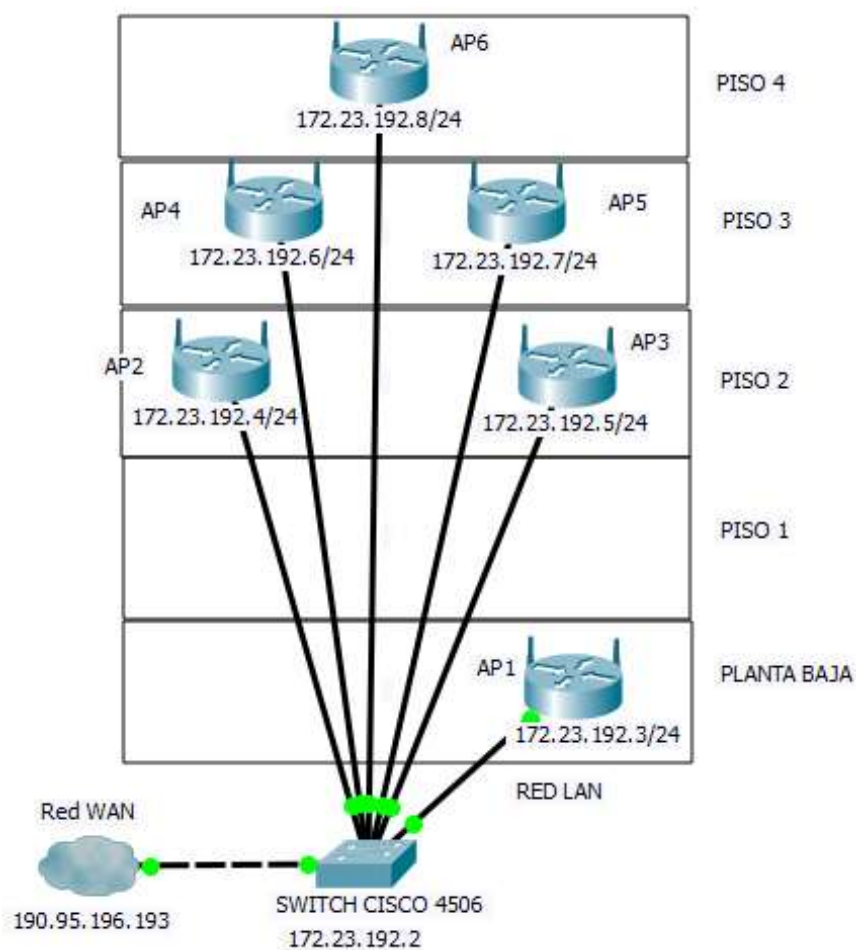 AP6
PISO 4
172.23.192.8/24
AP4
AP5
PISO 3
172.23.192.6/24
172.23.192.7/24
AP3
AP2
PISO 2
172.23.192.4/24
172.23.192.5/24
PISO 1
AP1
PLANTA BAJA
172.23.192.3/24
RED LAN
Red WAN
190.95.196.193
SWITCH CISCO 4506
172.23.192.2